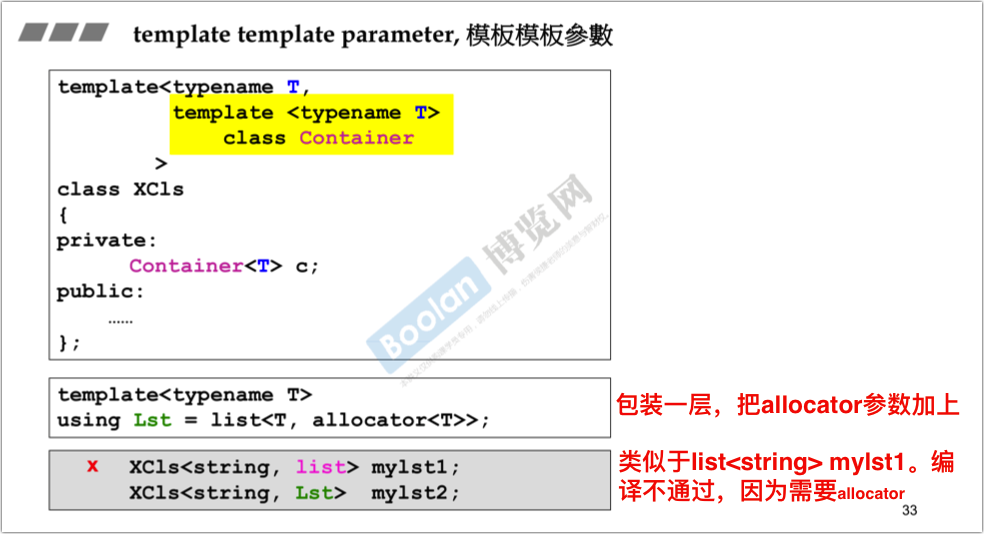 template template parameter, 模板模板參數
template<typename T,
template <typename T>
class Container
>
class XCls
{
private:
Container<T> c;
public:
......
};
Boolan 博览网
template<typename T>
using Lst = list<T, allocator<T>>;
包装一层，把allocator参数加上
x XCls<string, list> mylst1;
XCls<string, Lst> mylst2;
类似于list<string> mylst1。编
译不通过，因为需要allocator
33